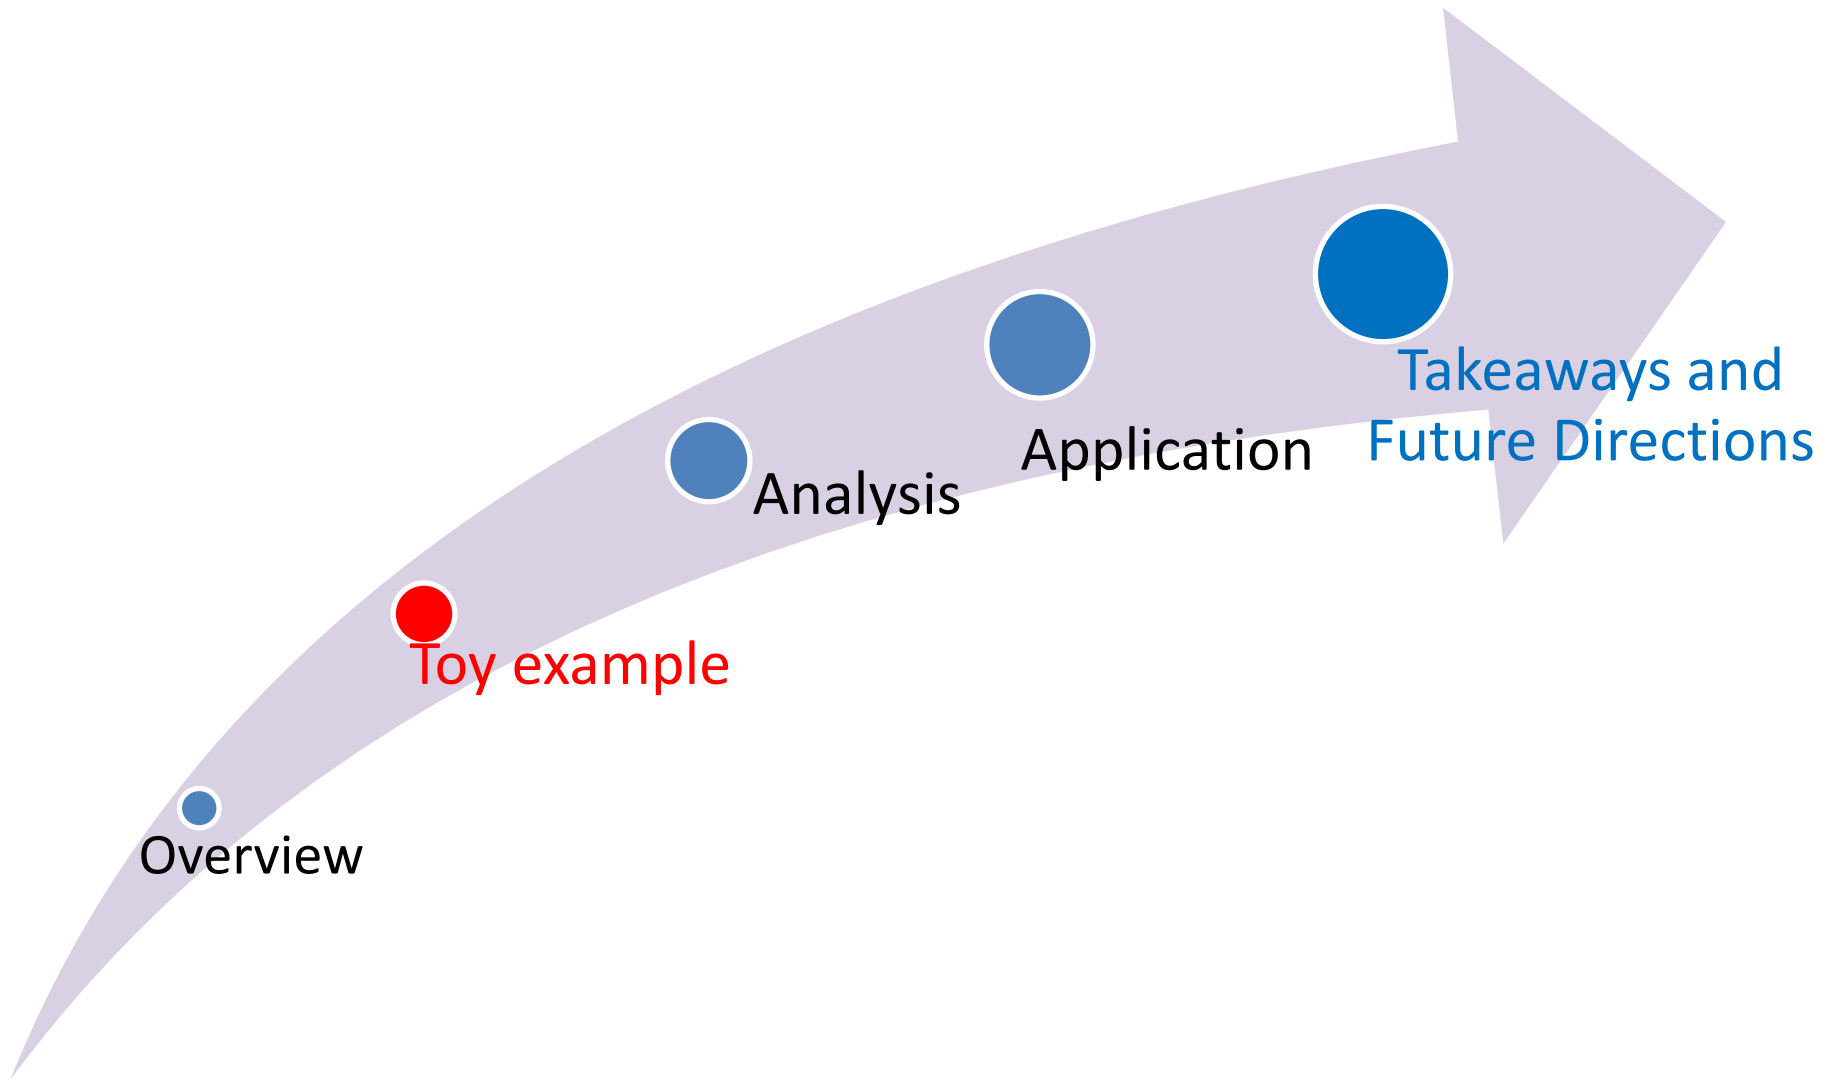 Overview
Toy example
Analysis
Application
Takeaways and
Future Directions